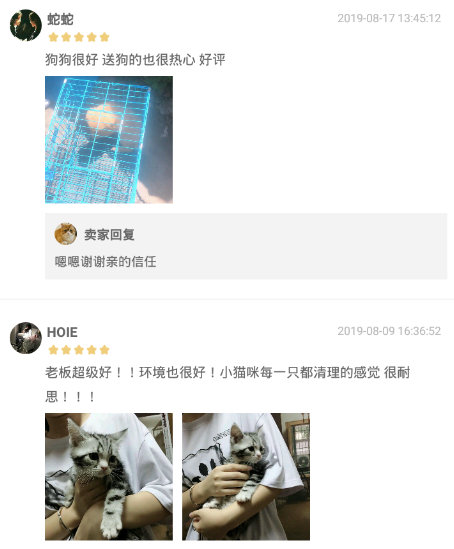 蛇蛇
2019-08-17 13:45:12
狗狗很好 送狗的也很热心 好评
卖家回复
嗯嗯谢谢亲的信任
HOIE
2019-08-09 16:36:52
老板超级好！！环境也很好！小猫咪每一只都清理的感觉 很耐
思！！！